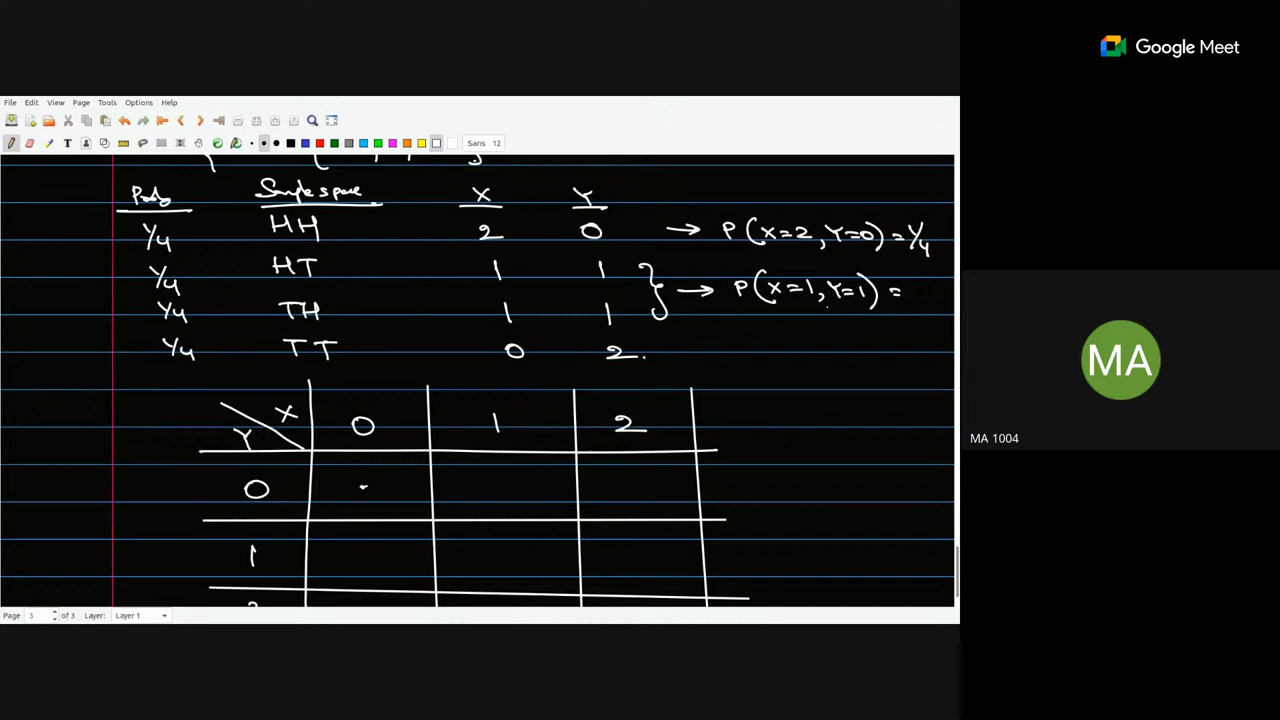 Google Meet
File Edit View Page Tools Options Help
Sans 12
Prob Sample space X Y
1/4 HH 2 0 → P(X=2, Y=0) = 1/4
1/4 HT 1 1
} → P(X=1, Y=1) =
1/4 TH 1 1
1/4 TT 0 2.
X 0 1 2
Y
0
1
MA
MA 1004
Page 3 of 3 Layer: Layer 1